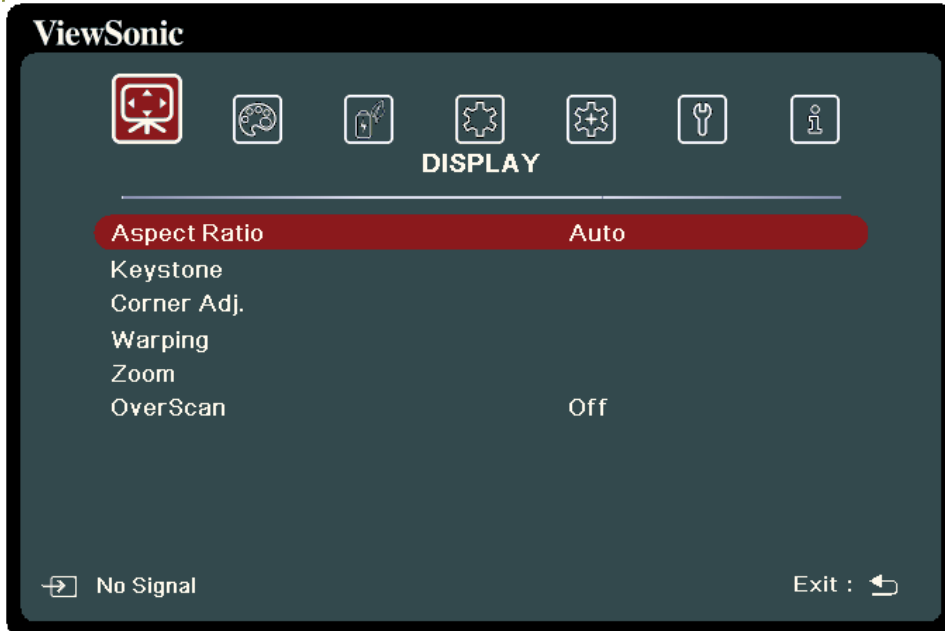 ViewSonic
DISPLAY
Aspect Ratio Auto
Keystone
Corner Adj.
Warping
Zoom
OverScan Off
No Signal Exit :